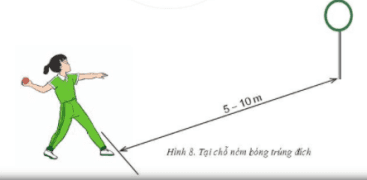 5 – 10 m
Hình 8. Tại chỗ ném bóng trúng đích